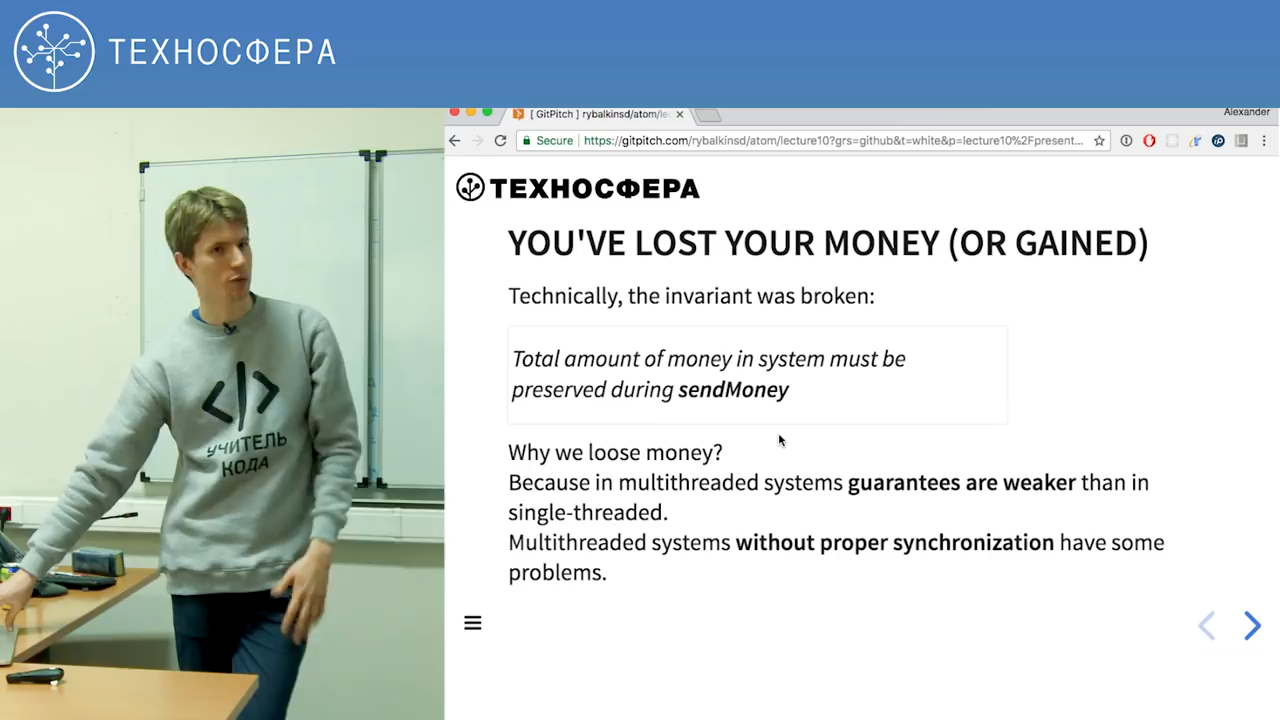 ТЕХНОСФЕРА
[ GitPitch ] rybalkinsd/atom/le
Alexander
Secure
https://gitpitch.com/rybalkinsd/atom/lecture10?grs=github&t=white&p=lecture10%2Fpresent...
ТЕХНОСФЕРА
YOU'VE LOST YOUR MONEY (OR GAINED)
Technically, the invariant was broken:
Total amount of money in system must be
preserved during sendMoney
Why we loose money?
Because in multithreaded systems guarantees are weaker than in
single-threaded.
Multithreaded systems without proper synchronization have some
problems.
</>
УЧИТЕЛЬ
КОДА